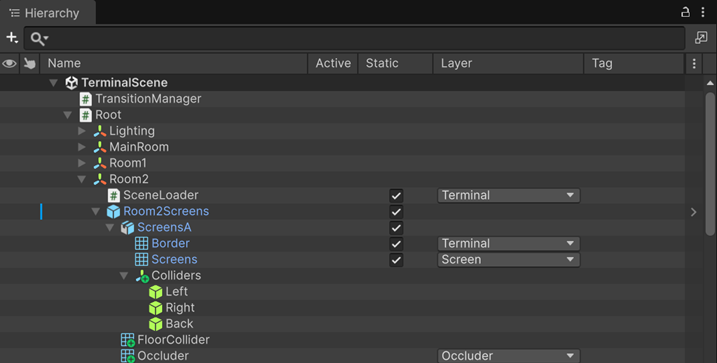 Hierarchy
Name Active Static Layer Tag
TerminalScene
TransitionManager
Root
Lighting
MainRoom
Room1
Room2
SceneLoader Terminal
Room2Screens
ScreensA
Border Terminal
Screens Screen
Colliders
Left
Right
Back
FloorCollider
Occluder Occluder